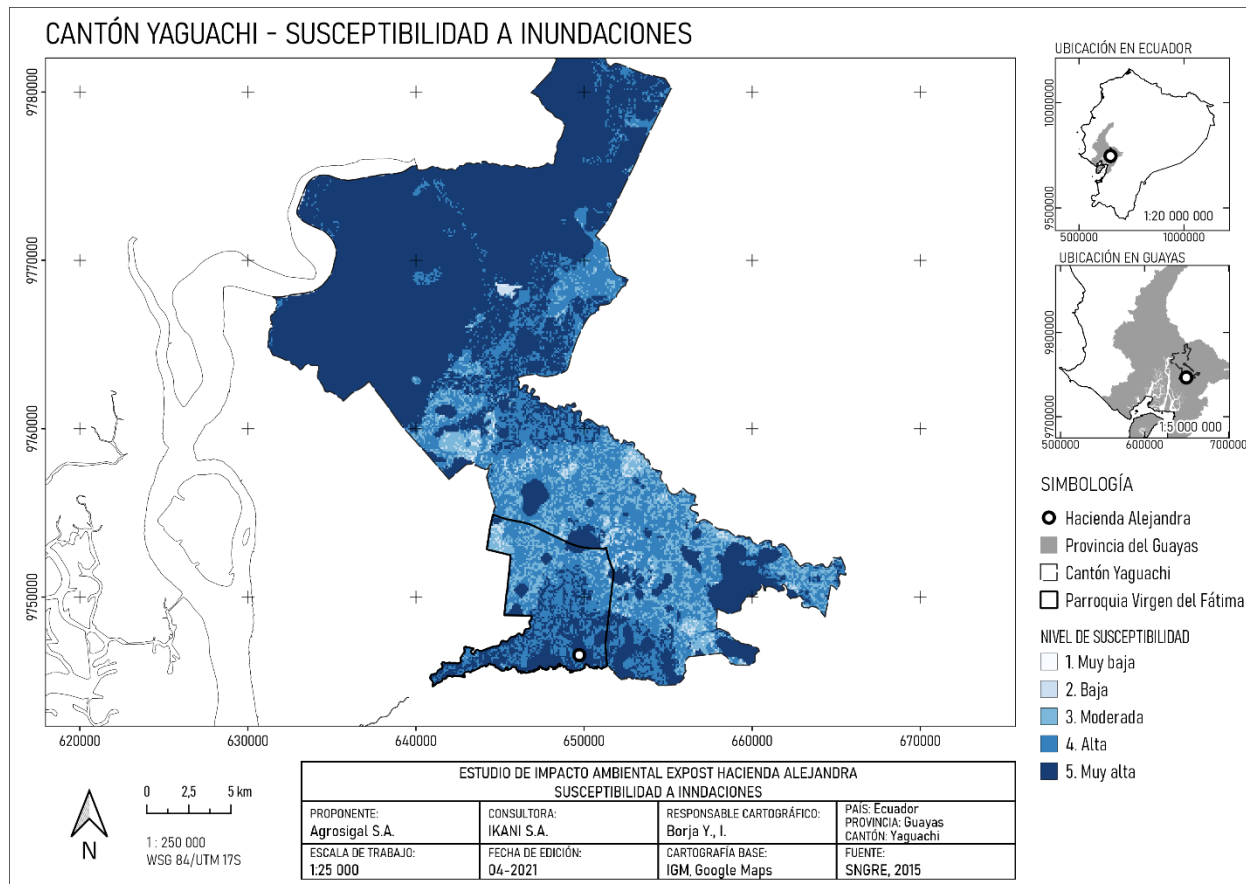 CANTÓN YAGUACHI - SUSCEPTIBILIDAD A INUNDACIONES
9780000
9770000
9760000
9750000
620000
630000
640000
650000
660000
670000
UBICACIÓN EN ECUADOR
10000000
9500000
1:20 000 000
500000
1000000
UBICACIÓN EN GUAYAS
9800000
9700000
1:5 000 000
500000
600000
700000
SIMBOLOGÍA
Hacienda Alejandra
Provincia del Guayas
Cantón Yaguachi
Parroquia Virgen del Fátima
NIVEL DE SUSCEPTIBILIDAD
1. Muy baja
2. Baja
3. Moderada
4. Alta
5. Muy alta
N
0 2,5 5 km
1 : 250 000
WSG 84/UTM 17S
ESTUDIO DE IMPACTO AMBIENTAL EXPOST HACIENDA ALEJANDRA
SUSCEPTIBILIDAD A INNDACIONES
PROPONENTE:
Agrosigal S.A.
CONSULTORA:
IKANI S.A.
RESPONSABLE CARTOGRÁFICO:
Borja Y., I.
PAÍS: Ecuador
PROVINCIA: Guayas
CANTÓN: Yaguachi
ESCALA DE TRABAJO:
1:25 000
FECHA DE EDICIÓN:
04-2021
CARTOGRAFÍA BASE:
IGM, Google Maps
FUENTE:
SNGRE, 2015